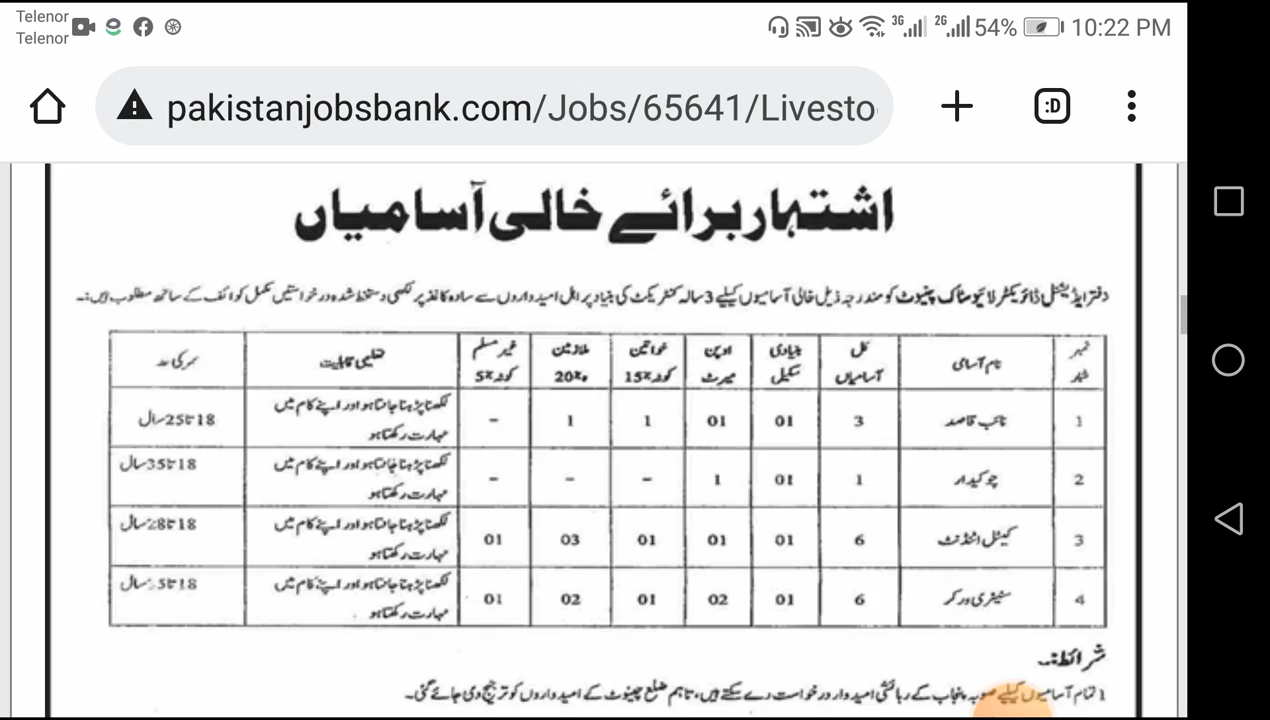 Telenor
Telenor
3G 2G 54% 10:22 PM
pakistanjobsbank.com/Jobs/65641/Livesto
:D
اشتہار برائے خالی آسامیاں
دفتر ایڈیشنل ڈائریکٹر لائیوسٹاک چنیوٹ کو مندرجہ ذیل خالی آسامیوں کیلئے 3 سالہ کنٹریکٹ کی بنیاد پر اہل امیدواروں سے سادہ کاغذ پر لکھی دستخط شدہ درخواستیں مکمل کوائف کے ساتھ مطلوب ہیں:۔
نمبر شمار نام آسامی کل آسامیاں بنیادی سکیل اوپن میرٹ خواتین کوٹہ 15% ملازمین 20% غیر مسلم کوٹہ 5% تعلیمی قابلیت عمر کی حد
1 نائب قاصد 3 01 01 1 1 - لکھنا پڑھنا جانتا ہو اور اپنے کام میں مہارت رکھتا ہو 18 تا 25 سال
2 چوکیدار 1 01 1 - - - لکھنا پڑھنا جانتا ہو اور اپنے کام میں مہارت رکھتا ہو 18 تا 35 سال
3 کیٹل اٹنڈنٹ 6 01 01 01 03 01 لکھنا پڑھنا جانتا ہو اور اپنے کام میں مہارت رکھتا ہو 18 تا 28 سال
4 سینٹری ورکر 6 01 02 01 02 01 لکھنا پڑھنا جانتا ہو اور اپنے کام میں مہارت رکھتا ہو 18 تا سال
شرائط:۔
1 تمام آسامیوں کیلئے صوبہ پنجاب کے رہائشی امیدوار درخواست دے سکتے ہیں، تاہم ضلع چنیوٹ کے امیدواروں کو ترجیح دی جائے گی۔